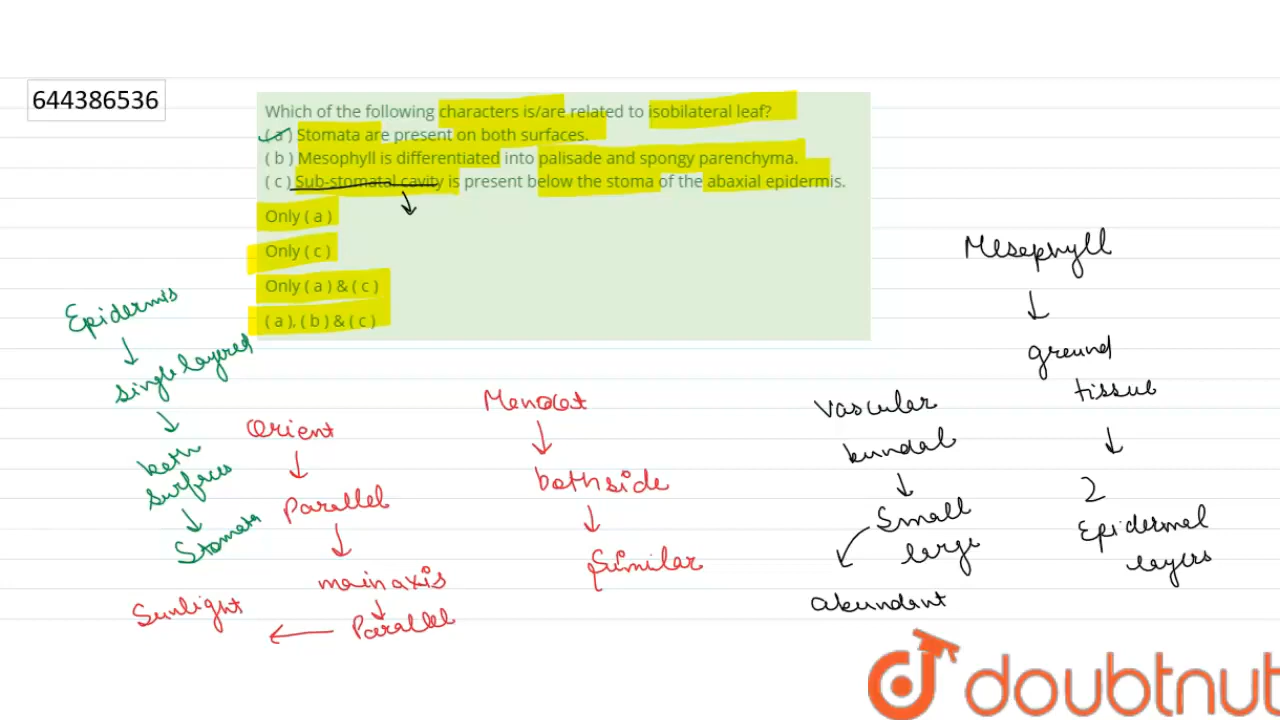 644386536
Which of the following characters is/are related to isobilateral leaf?
( a ) Stomata are present on both surfaces.
( b ) Mesophyll is differentiated into palisade and spongy parenchyma.
( c ) Sub-stomatal cavity is present below the stoma of the abaxial epidermis.
Only ( a )
Only ( c )
Only ( a ) & ( c )
( a ), ( b ) & ( c )
Epidermis
Single layered
both
surfaces
Stomata
Orient
Parallel
main axis
Parallel
Sunlight
Monocot
both side
Similar
Vascular
bundal
Small
large
abundant
Mesophyll
ground
tissue
2
Epidermal
layers
doubtnut